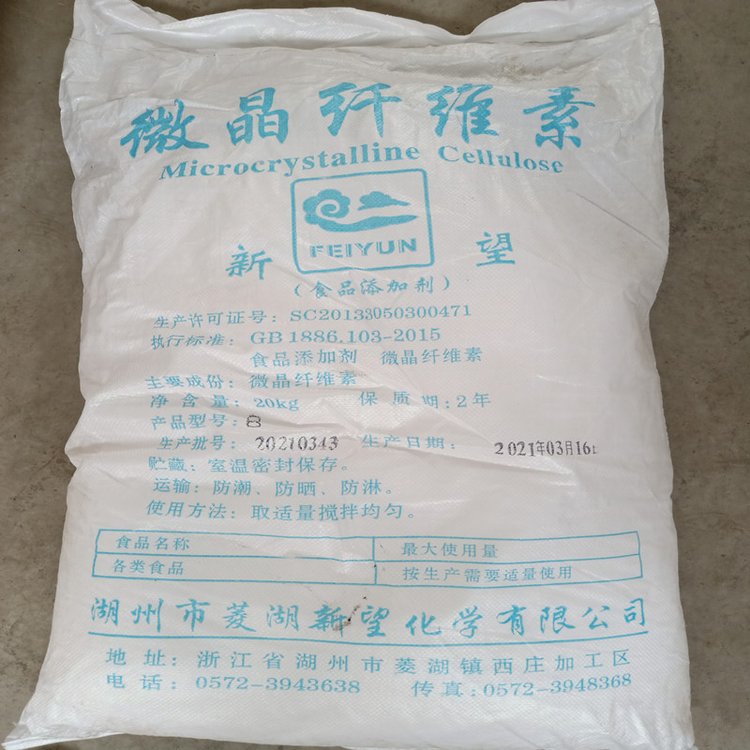 微晶纤维素
Microcrystalline Cellulose
FEIYUN
新 望
(食品添加剂)
生产许可证号: SC20133050300471
执行标准: GB 1886.103-2015
食品添加剂 微晶纤维素
主要成份: 微晶纤维素
净含量: 20kg 保质期: 2年
产品型号: 8
生产批号: 20210343 生产日期: 2021年03月16日
贮藏: 室温密封保存。
运输: 防潮、防晒、防淋。
使用方法: 取适量搅拌均匀。
食品名称 最大使用量
各类食品 按生产需要适量使用
湖州市菱湖新望化学有限公司
地址: 浙江省湖州市菱湖镇西庄加工区
电话: 0572-3943638 传真: 0572-3948368